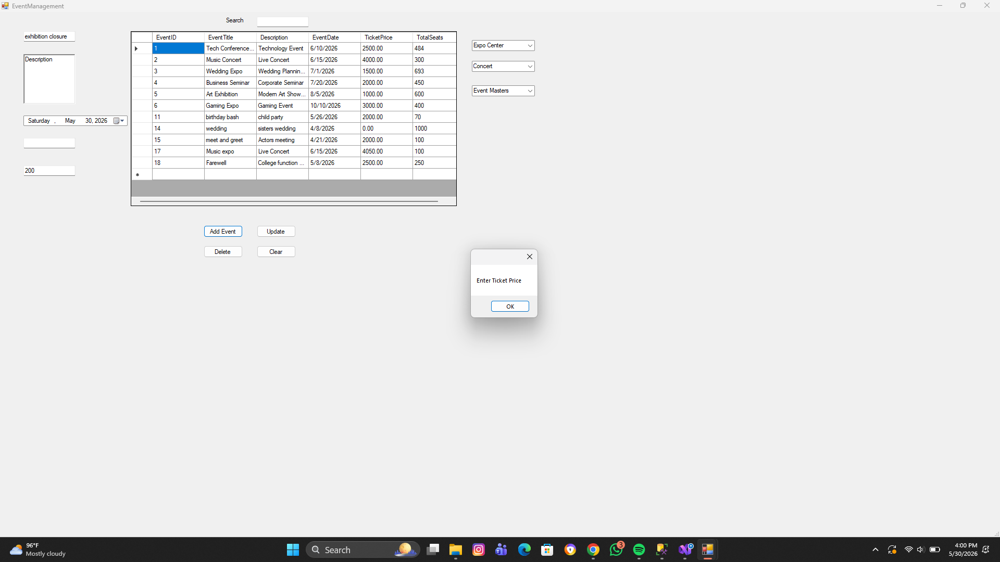 EventManagement
Search
exhibition closure
Description
Saturday , May 30, 2026
200
EventID EventTitle Description EventDate TicketPrice TotalSeats
1 Tech Conference... Technology Event 6/10/2026 2500.00 484
2 Music Concert Live Concert 6/15/2026 4000.00 300
3 Wedding Expo Wedding Plannin... 7/1/2026 1500.00 693
4 Business Seminar Corporate Seminar 7/20/2026 2000.00 450
5 Art Exhibition Modern Art Show... 8/5/2026 1000.00 600
6 Gaming Expo Gaming Event 10/10/2026 3000.00 400
11 birthday bash child party 5/26/2026 2000.00 70
14 wedding sisters wedding 4/8/2026 0.00 1000
15 meet and greet Actors meeting 4/21/2026 2000.00 100
17 Music expo Live Concert 6/15/2026 4050.00 100
18 Farewell College function ... 5/8/2026 2500.00 250
Expo Center
Concert
Event Masters
Add Event Update
Delete Clear
Enter Ticket Price
OK
96°F
Mostly cloudy
Search
3
4:00 PM
5/30/2026